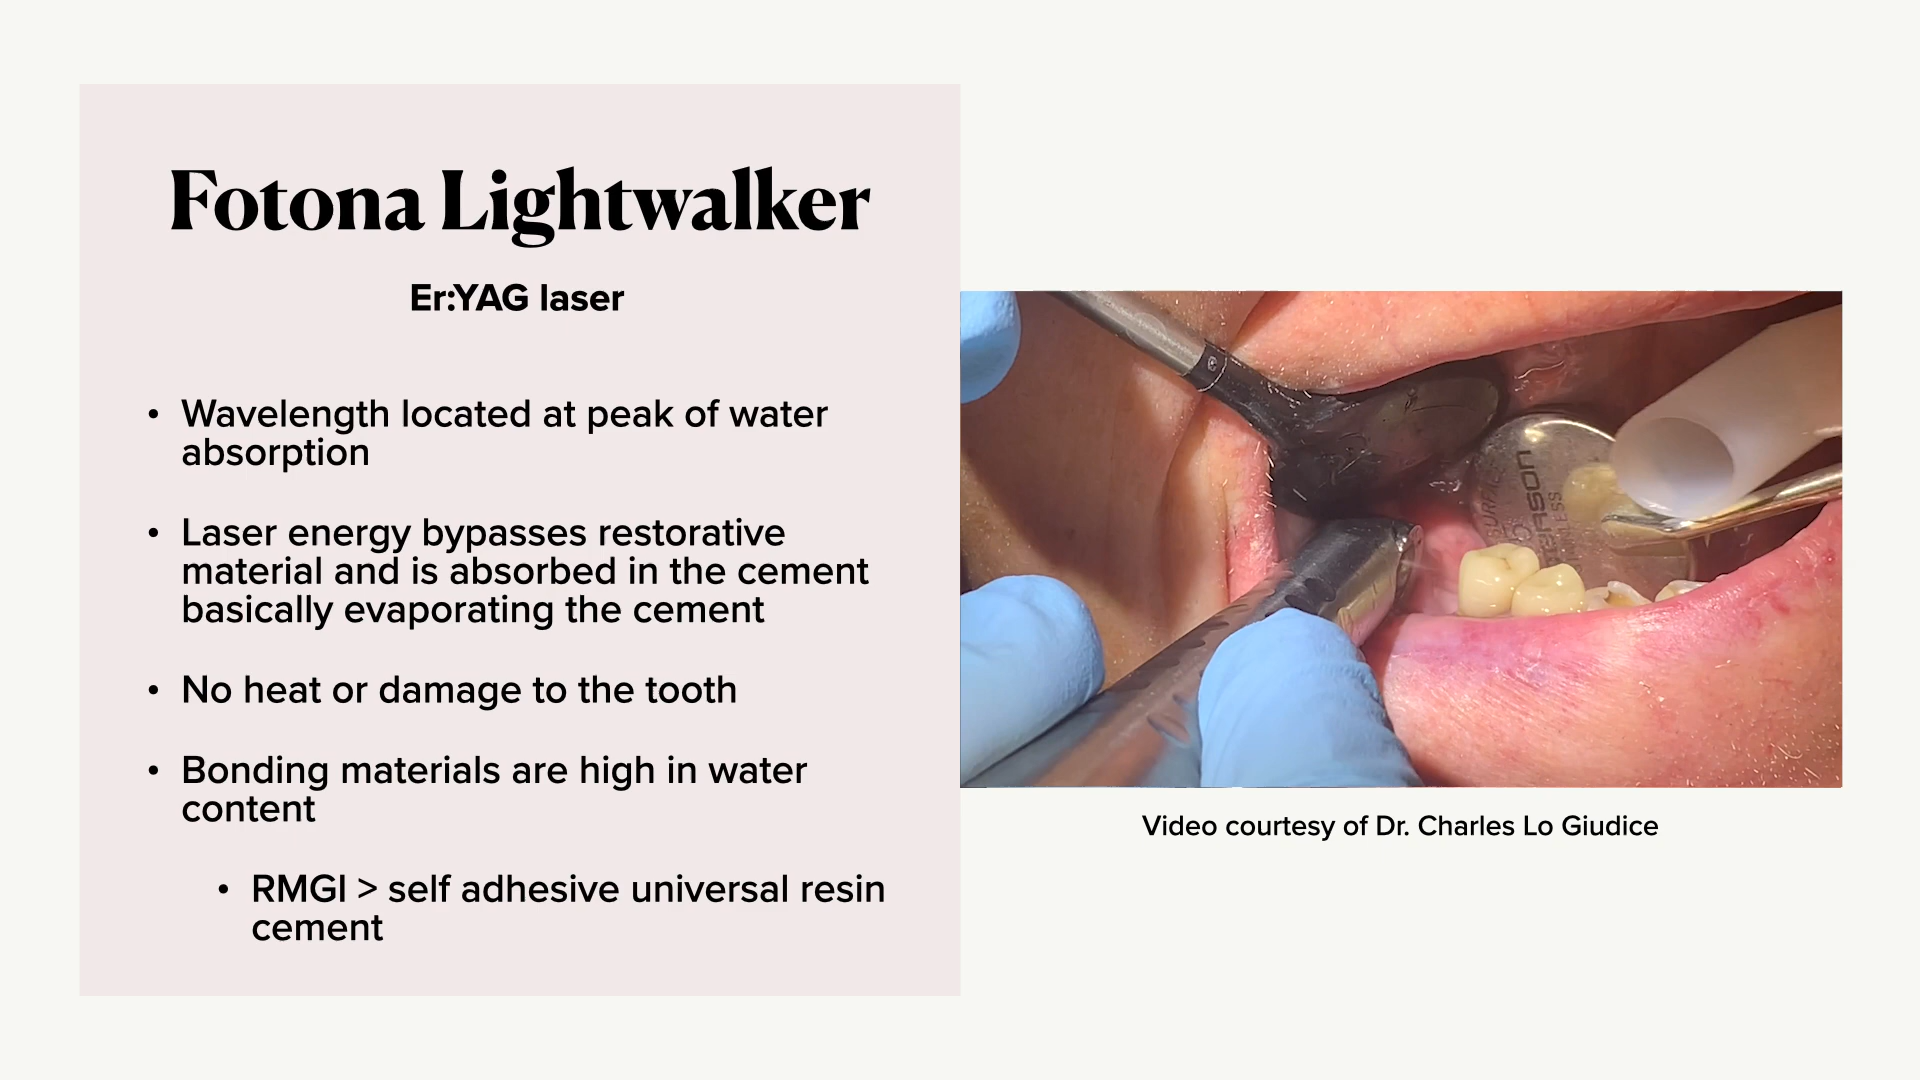 Fotona Lightwalker
Er:YAG laser
• Wavelength located at peak of water
absorption
• Laser energy bypasses restorative
material and is absorbed in the cement
basically evaporating the cement
• No heat or damage to the tooth
• Bonding materials are high in water
content
• RMGI > self adhesive universal resin
cement
Video courtesy of Dr. Charles Lo Giudice